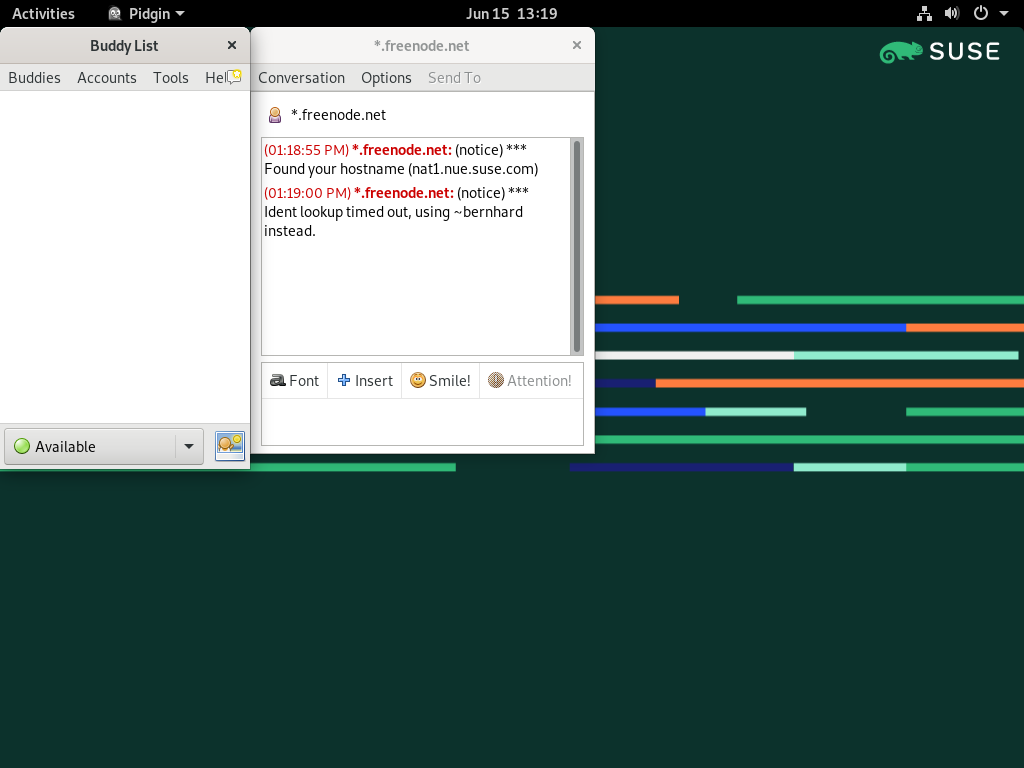 Activities Pidgin Jun 15 13:19
Buddy List
*.freenode.net
SUSE
Buddies Accounts Tools Hel
Conversation Options Send To
*.freenode.net
(01:18:55 PM) *.freenode.net: (notice) ***
Found your hostname (nat1.nue.suse.com)
(01:19:00 PM) *.freenode.net: (notice) ***
Ident lookup timed out, using ~bernhard
instead.
Font Insert Smile! Attention!
Available